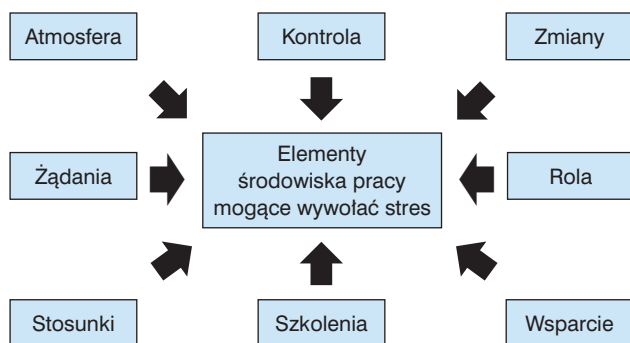 Atmosfera
Kontrola
Zmiany
Żądania
Elementy
środowiska pracy
mogące wywołać stres
Rola
Stosunki
Szkolenia
Wsparcie